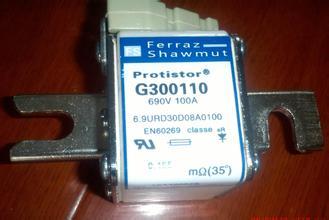 FS Ferraz Shawmut
Protistor®
G300110
690V 100A
6.9URD30D08A0100
EN60269 classe aR
mΩ(35°)